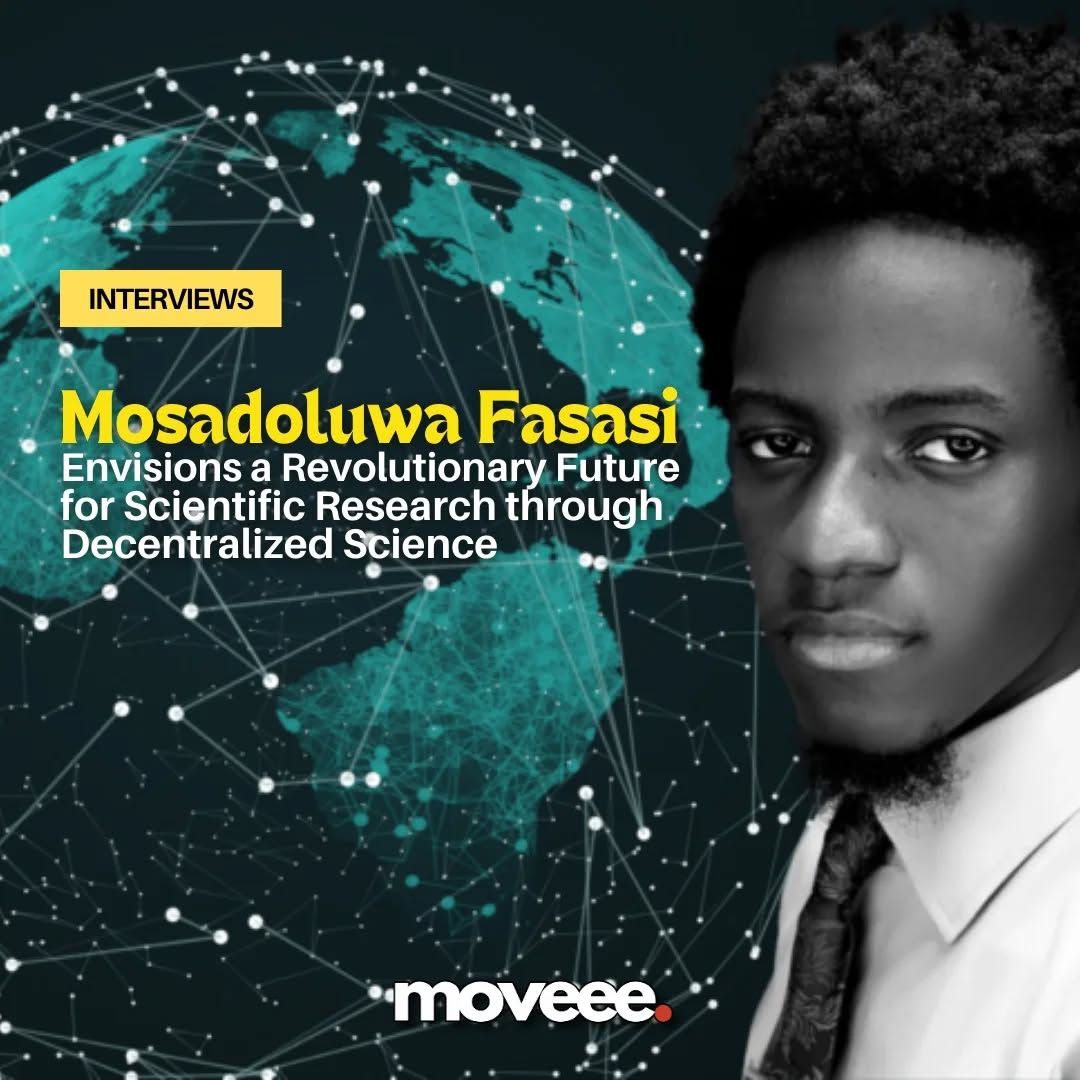 INTERVIEWS
Mosadoluwa Fasasi
Envisions a Revolutionary Future
for Scientific Research through
Decentralized Science
moveee.